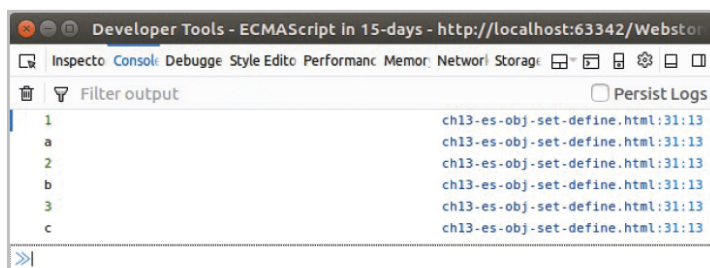 Developer Tools - ECMAScript in 15-days - http://localhost:63342/Webstor
Inspecto Console Debugge Style Edito Performanc Memor Network Storage
Filter output Persist Logs
1 ch13-es-obj-set-define.html:31:13
a ch13-es-obj-set-define.html:31:13
2 ch13-es-obj-set-define.html:31:13
b ch13-es-obj-set-define.html:31:13
3 ch13-es-obj-set-define.html:31:13
c ch13-es-obj-set-define.html:31:13
≫